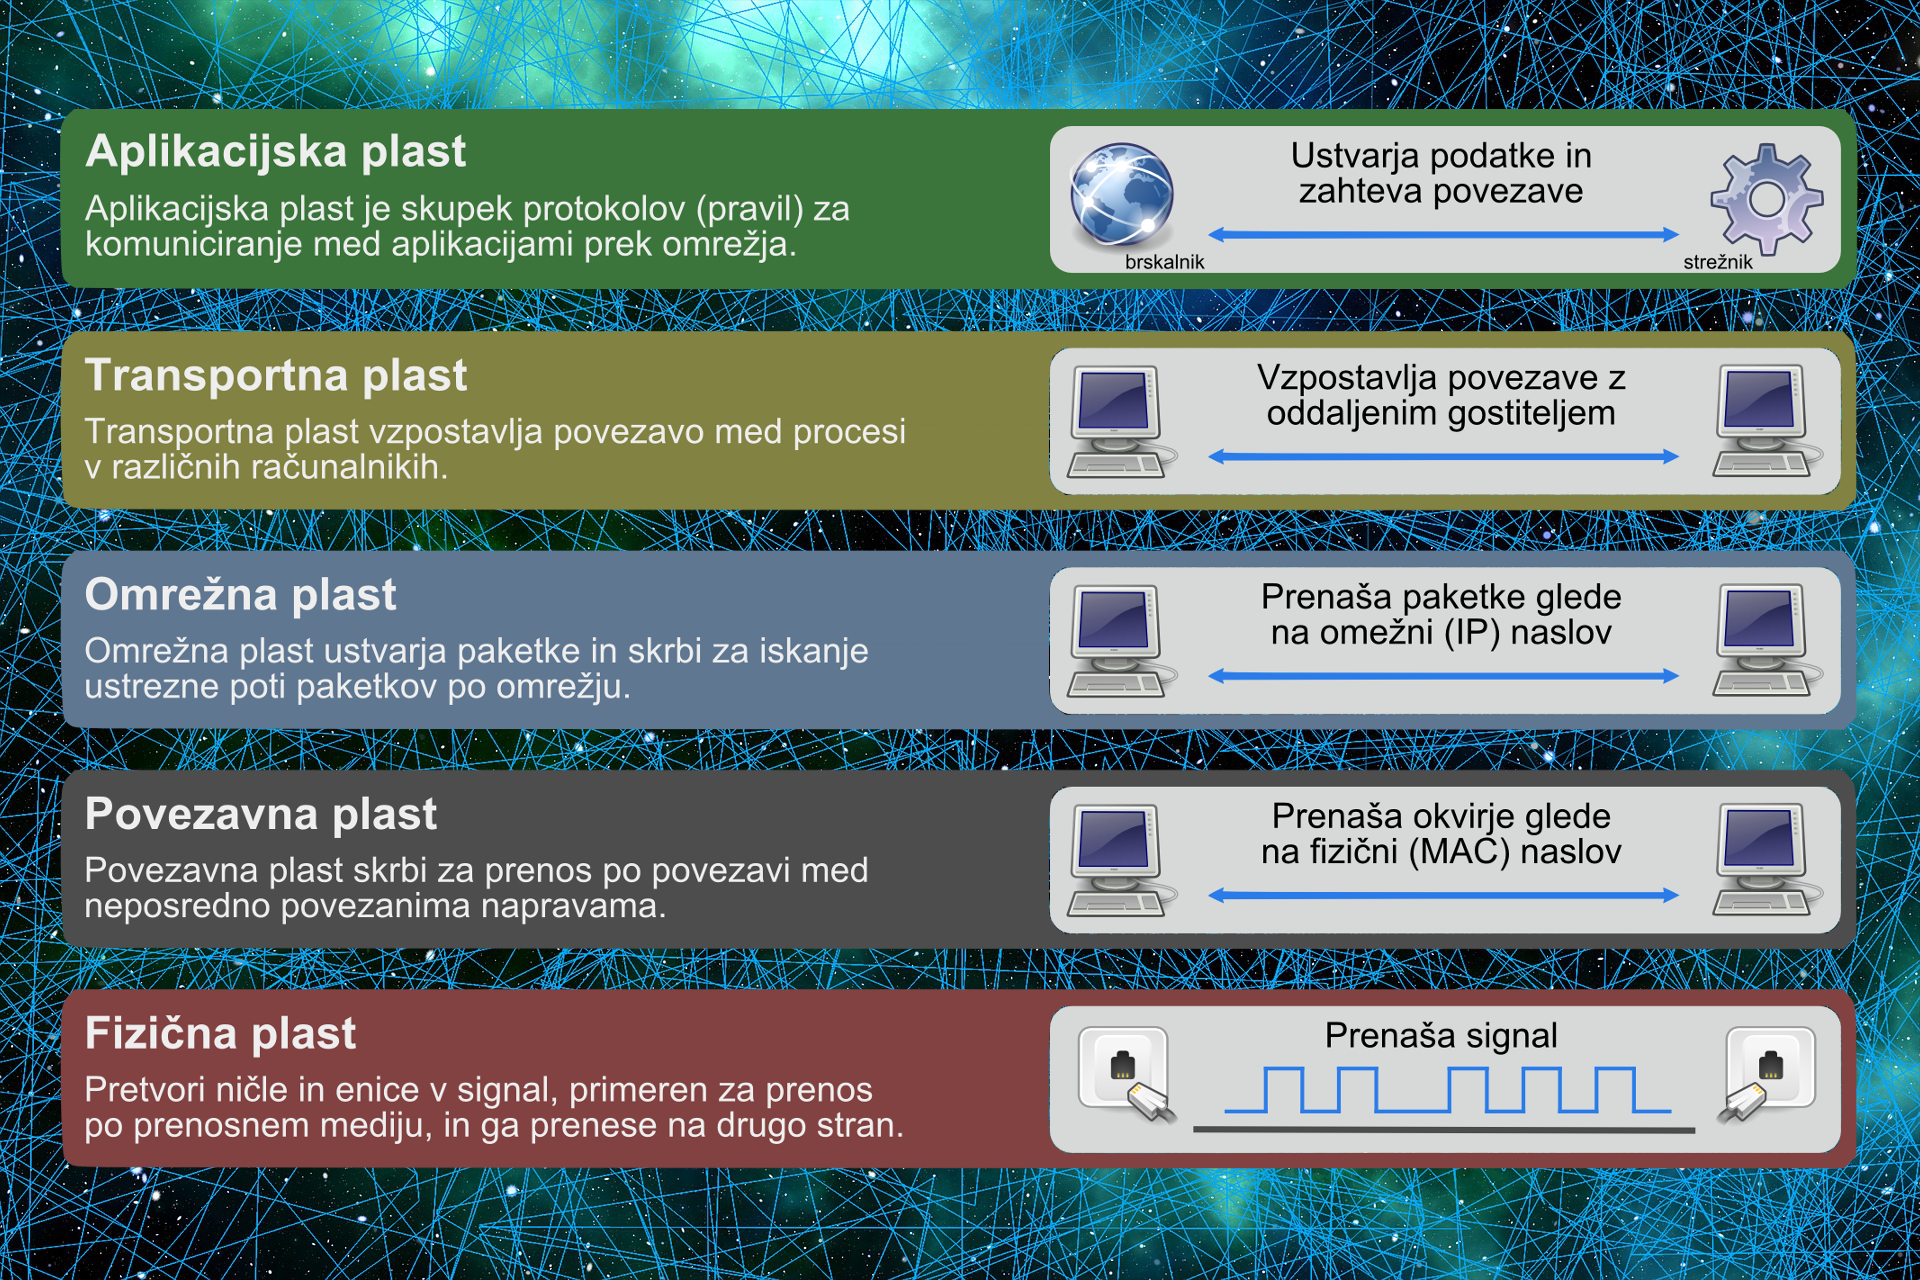 Aplikacijska plast
Aplikacijska plast je skupek protokolov (pravil) za
komuniciranje med aplikacijami prek omrežja.
Ustvarja podatke in
zahteva povezave
brskalnik
strežnik
Transportna plast
Transportna plast vzpostavlja povezavo med procesi
v različnih računalnikih.
Vzpostavlja povezave z
oddaljenim gostiteljem
Omrežna plast
Omrežna plast ustvarja paketke in skrbi za iskanje
ustrezne poti paketkov po omrežju.
Prenaša paketke glede
na omežni (IP) naslov
Povezavna plast
Povezavna plast skrbi za prenos po povezavi med
neposredno povezanima napravama.
Prenaša okvirje glede
na fizični (MAC) naslov
Fizična plast
Pretvori ničle in enice v signal, primeren za prenos
po prenosnem mediju, in ga prenese na drugo stran.
Prenaša signal